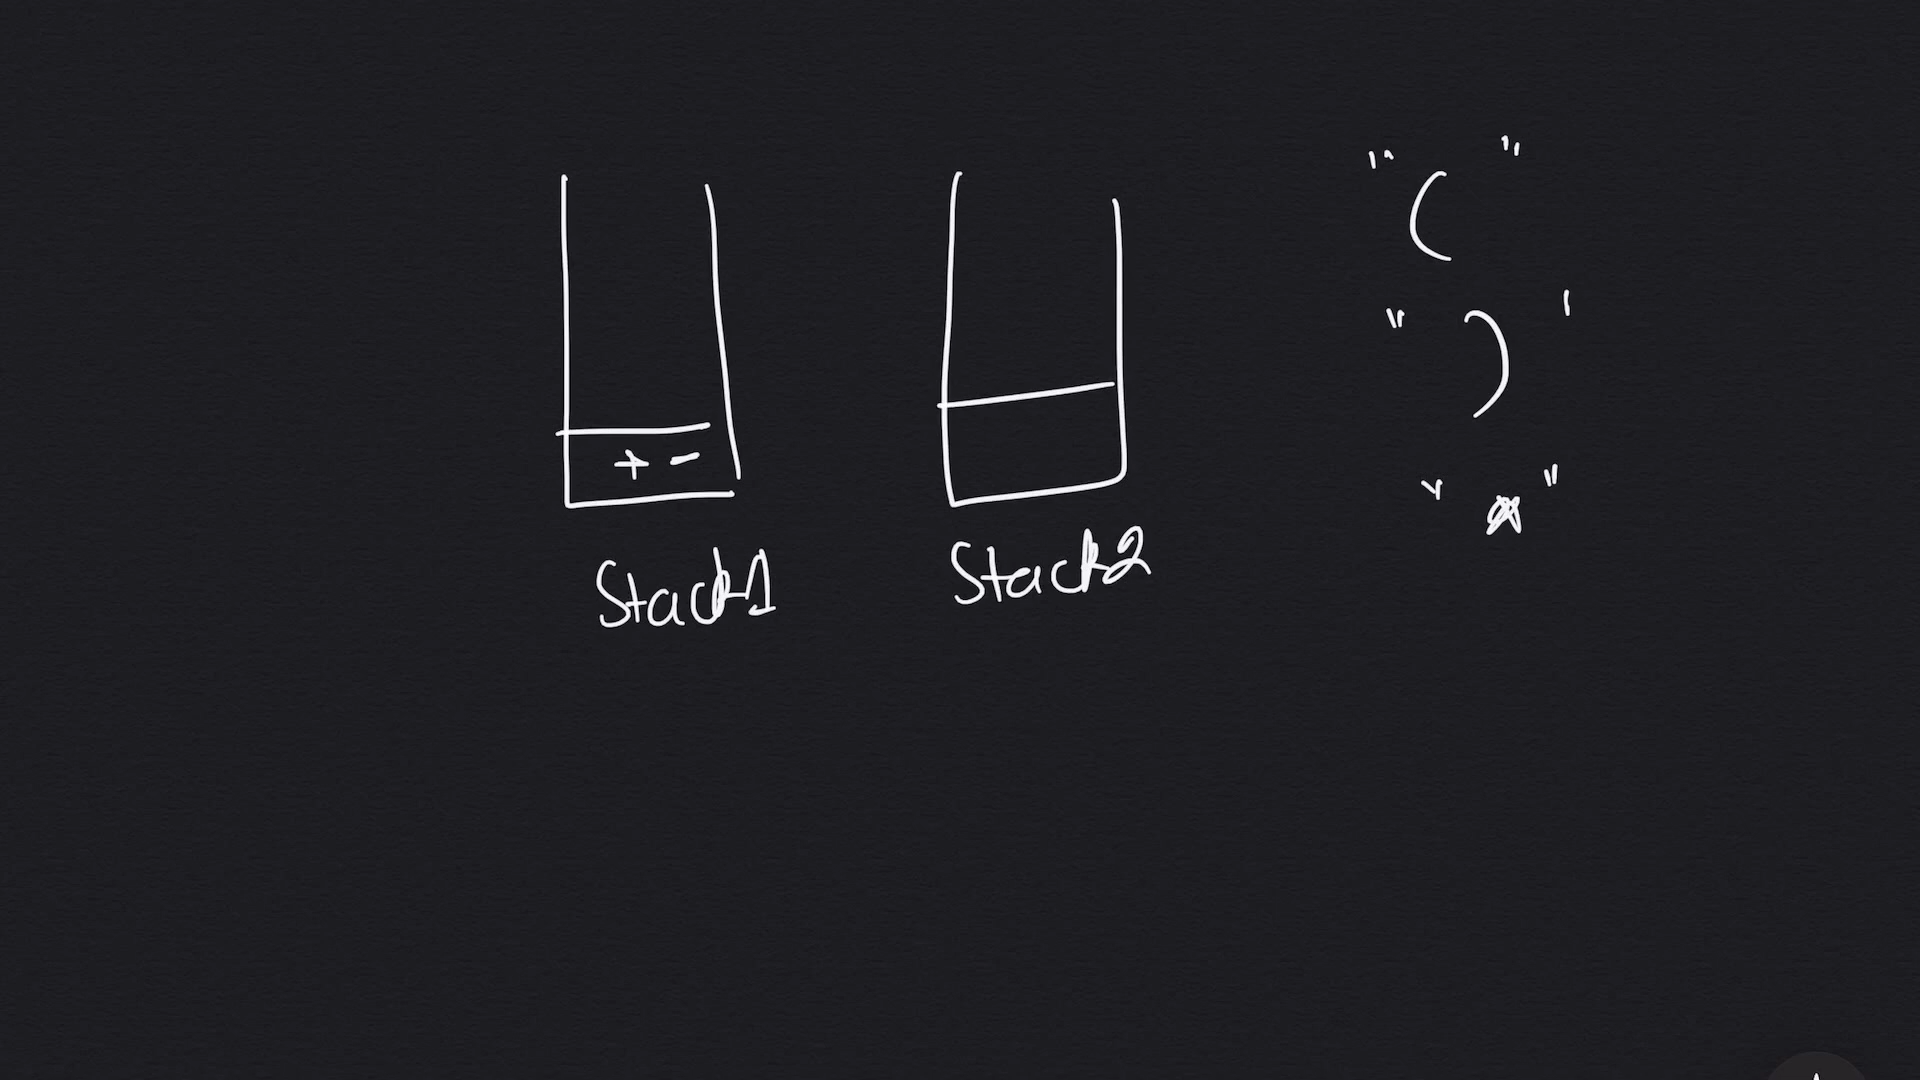 " ( "
" ) '
" * "
+ -
Stack1
Stack2